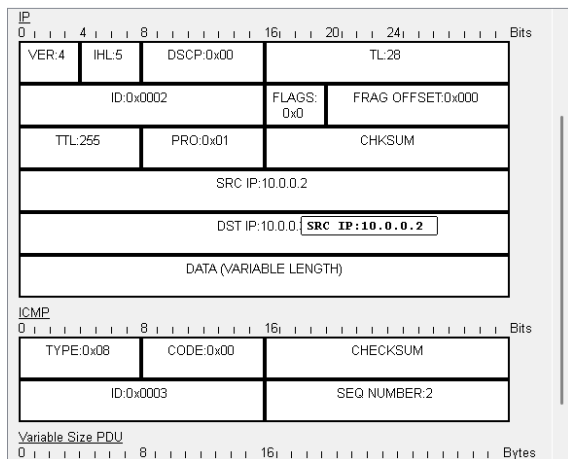 IP
0 4 8 16 20 24 Bits
VER:4 IHL:5 DSCP:0x00 TL:28
ID:0x0002 FLAGS: 0x0 FRAG OFFSET:0x000
TTL:255 PRO:0x01 CHKSUM
SRC IP:10.0.0.2
DST IP:10.0.0. SRC IP:10.0.0.2
DATA (VARIABLE LENGTH)
ICMP
0 8 16 Bits
TYPE:0x08 CODE:0x00 CHECKSUM
ID:0x0003 SEQ NUMBER:2
Variable Size PDU
0 8 16 Bytes